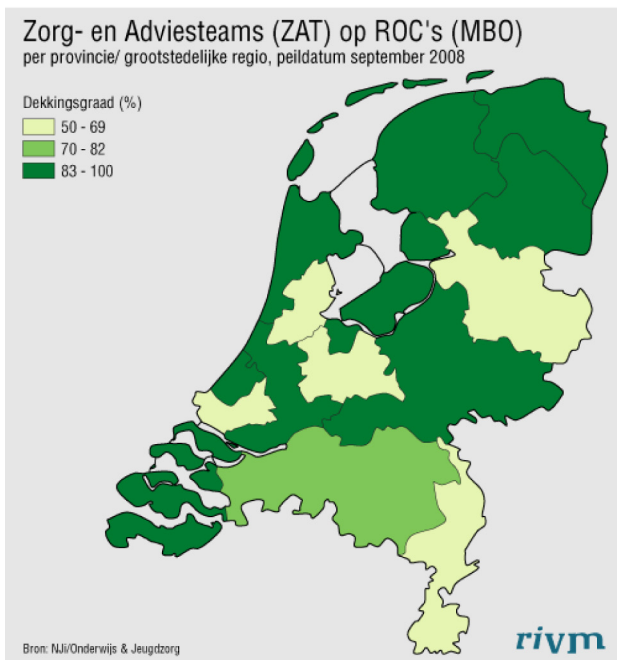 Zorg- en Adviesteams (ZAT) op ROC's (MBO)
per provincie/ grootstedelijke regio, peildatum september 2008
Dekkingsgraad (%)
50 - 69
70 - 82
83 - 100
Bron: NJi/Onderwijs & Jeugdzorg
rivm